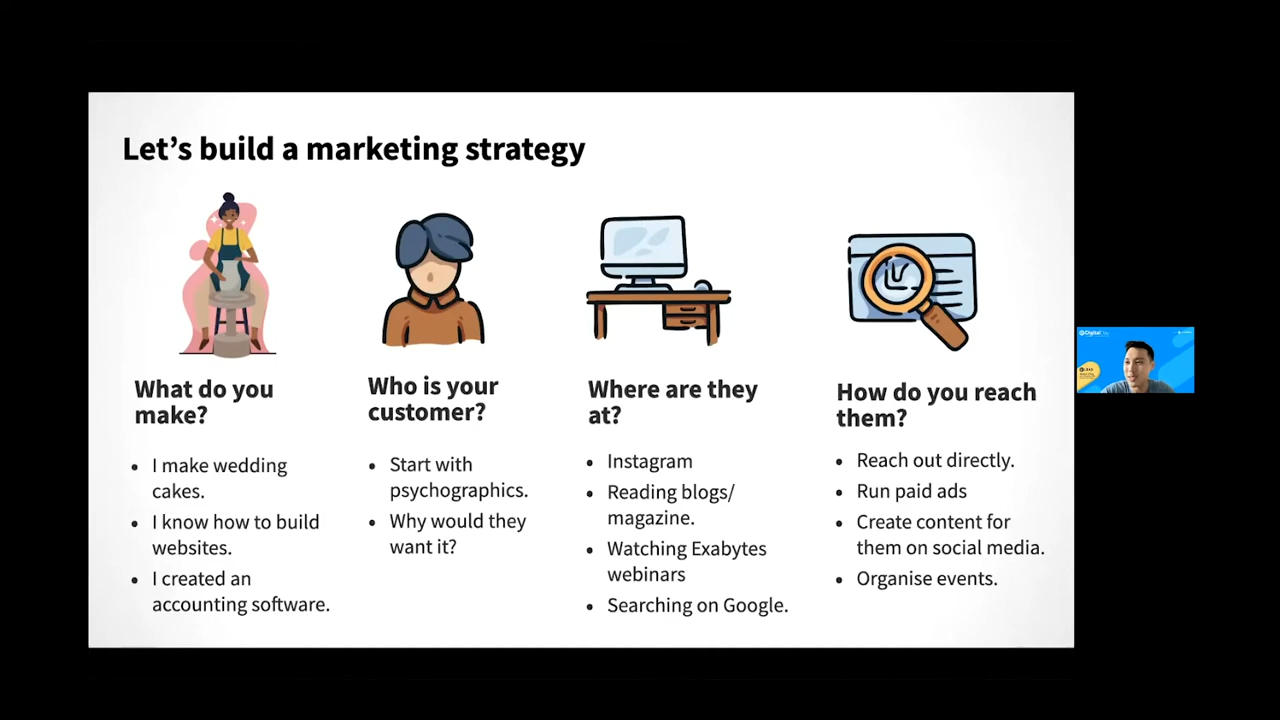 Let's build a marketing strategy
What do you
make?
• I make wedding
cakes.
• I know how to build
websites.
• I created an
accounting software.
Who is your
customer?
• Start with
psychographics.
• Why would they
want it?
Where are they
at?
• Instagram
• Reading blogs/
magazine.
• Watching Exabytes
webinars
• Searching on Google.
How do you reach
them?
• Reach out directly.
• Run paid ads
• Create content for
them on social media.
• Organise events.
Digital